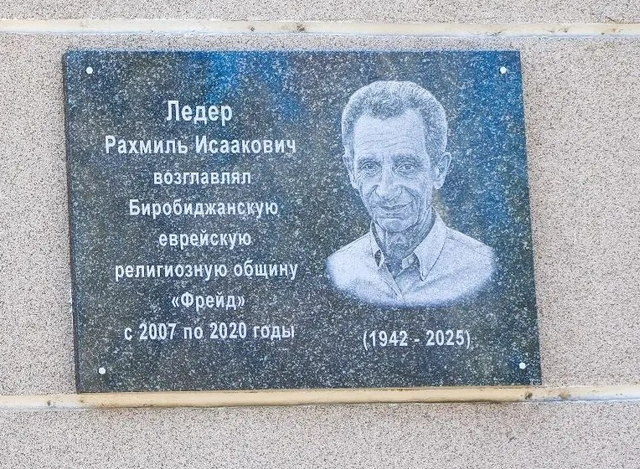 Ледер
Рахмиль Исаакович
возглавлял
Биробиджанскую
еврейскую
религиозную общину
«Фрейд»
с 2007 по 2020 годы
(1942 - 2025)